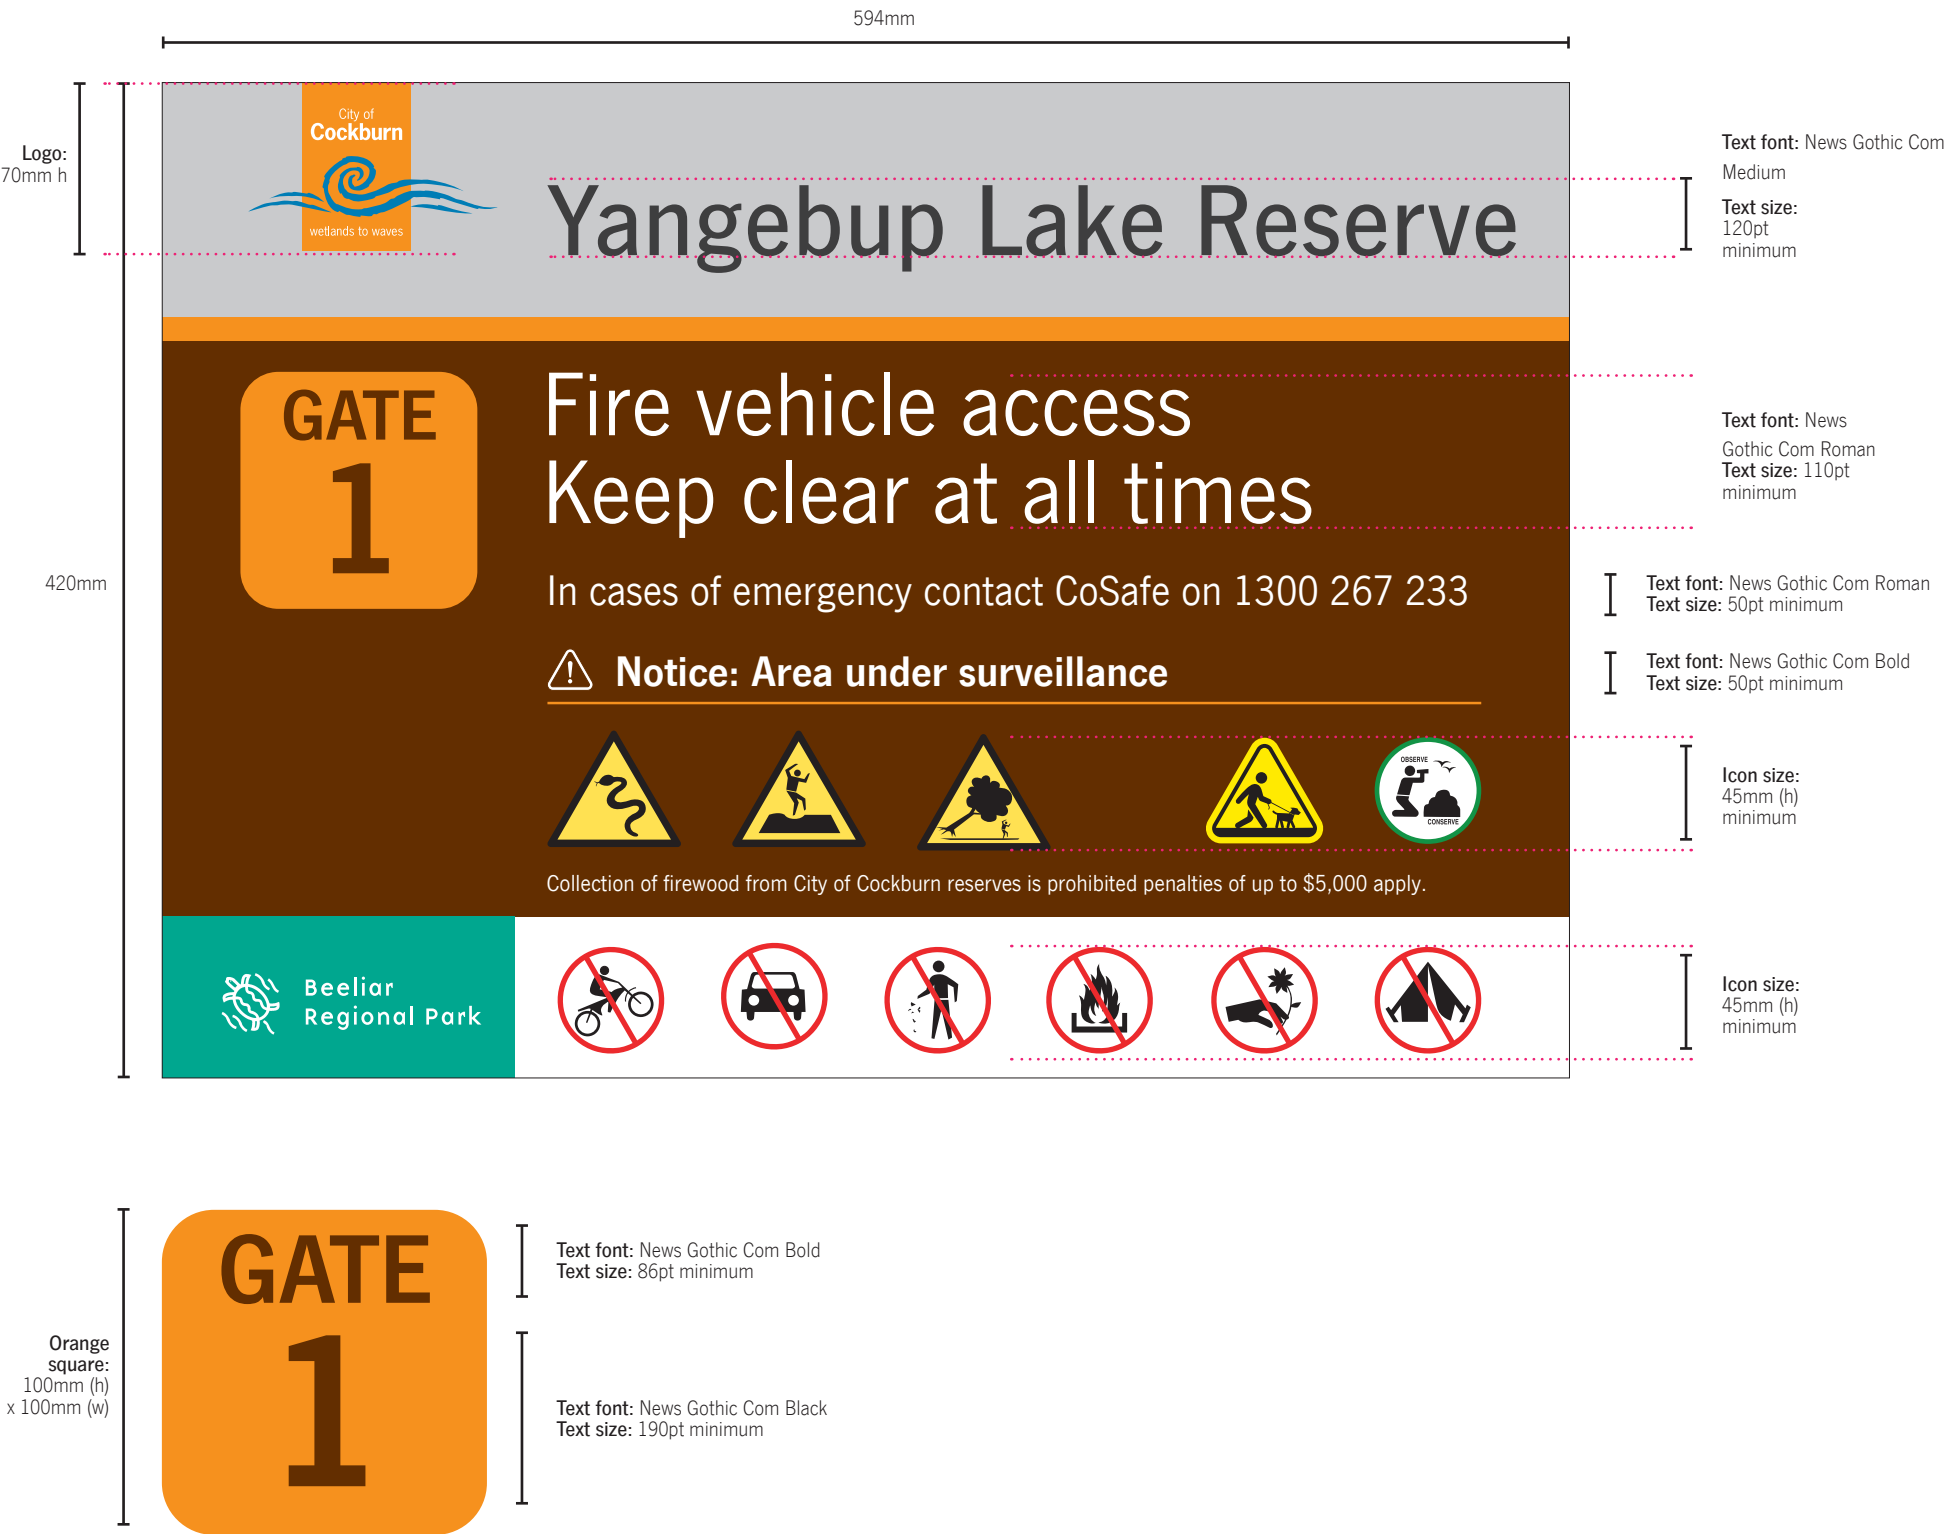 594mm
Logo:
70mm h
420mm
City of
Cockburn
wetlands to waves
Yangebup Lake Reserve
Text font: News Gothic Com
Medium
Text size:
120pt
minimum
GATE
1
Fire vehicle access
Keep clear at all times
Text font: News
Gothic Com Roman
Text size: 110pt
minimum
In cases of emergency contact CoSafe on 1300 267 233
Text font: News Gothic Com Roman
Text size: 50pt minimum
Notice: Area under surveillance
Text font: News Gothic Com Bold
Text size: 50pt minimum
OBSERVE
CONSERVE
Icon size:
45mm (h)
minimum
Collection of firewood from City of Cockburn reserves is prohibited penalties of up to $5,000 apply.
Beeliar
Regional Park
Icon size:
45mm (h)
minimum
Orange
square:
100mm (h)
x 100mm (w)
GATE
1
Text font: News Gothic Com Bold
Text size: 86pt minimum
Text font: News Gothic Com Black
Text size: 190pt minimum